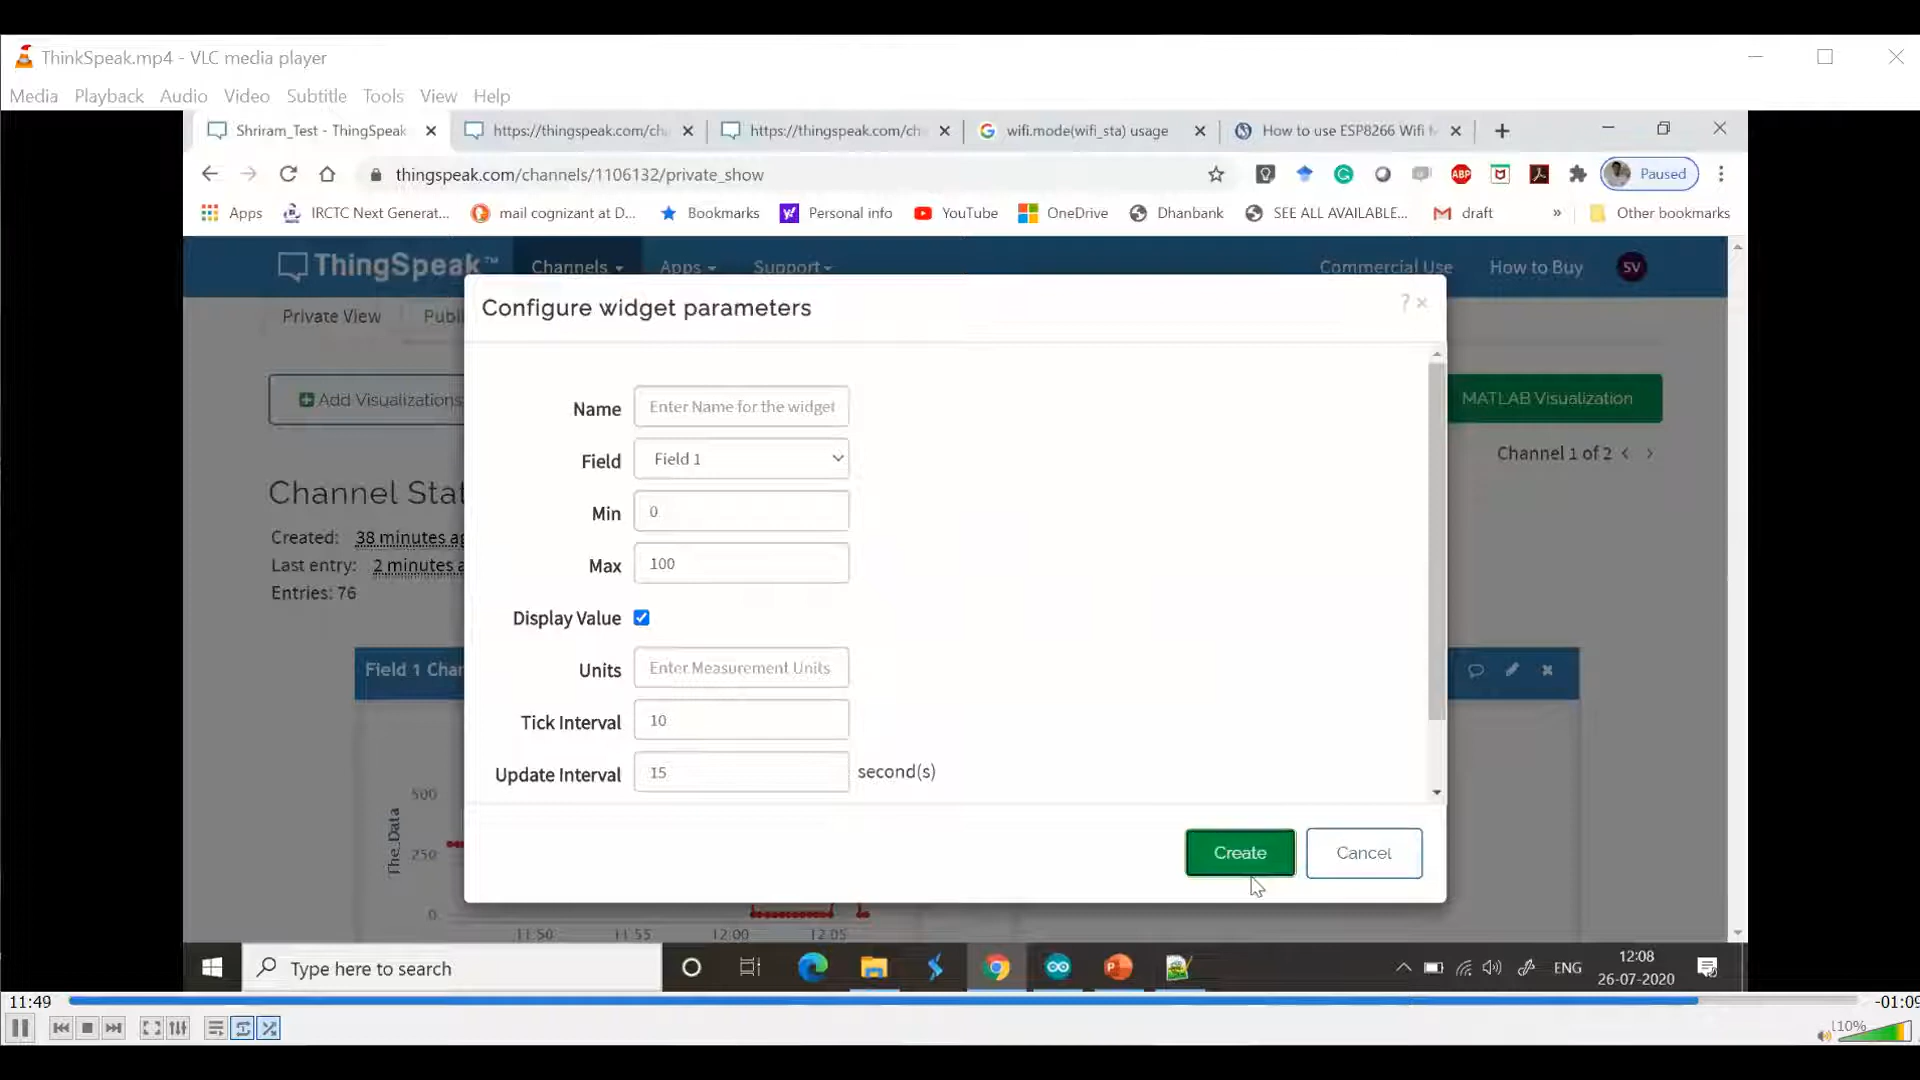 ThinkSpeak.mp4 - VLC media player
Media Playback Audio Video Subtitle Tools View Help
Shriram_Test - ThingSpeak https://thingspeak.com/ch https://thingspeak.com/ch wifi.mode(wifi_sta) usage How to use ESP8266 Wifi
thingspeak.com/channels/1106132/private_show ABP Paused
Apps IRCTC Next Generat... mail cognizant at D... Bookmarks Personal info YouTube OneDrive Dhanbank SEE ALL AVAILABLE... draft » Other bookmarks
ThingSpeak™ Channels Apps Support Commercial Use How to Buy SV
Private View Publi
Configure widget parameters ? ×
Add Visualizations MATLAB Visualization
Channel 1 of 2 < >
Channel Stat
Created: 38 minutes ag
Last entry: 2 minutes a
Entries: 76
Name Enter Name for the widget
Field Field 1
Min 0
Max 100
Display Value
Units Enter Measurement Units
Tick Interval 10
Update Interval 15 second(s)
Create Cancel
Field 1 Char
The_Data
500
250
0
11:50 11:55 12:00 12:05
Type here to search ENG 12:08
26-07-2020
11:49 -01:09
110%